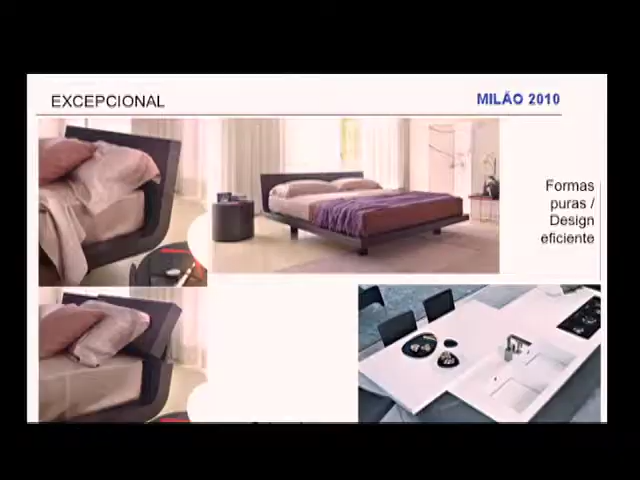 EXCEPCIONAL
MILÃO 2010
Formas
puras /
Design
eficiente